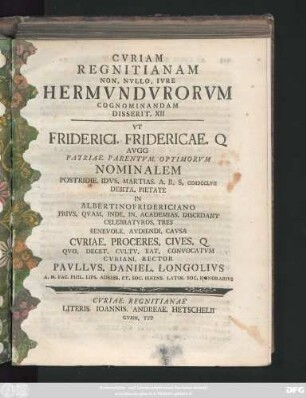 CVRIAM
REGNITIANAM
NON, NVLLO, IVRE
HERMVNDVRORVM
COGNOMINANDAM
DISSERIT. XII
VT
FRIDERICI. FRIDERICAE. Q
AVGG
PATRIAE. PARENTVM. OPTIMORVM
NOMINALEM
POSTRIDIE, IDVS, MARTIAS. A. R. S,
DEBITA, PIETATE
IN
ALBERTINOFRIDERICIANO
PRIVS, QVAM, INDE, IN, ACADEMIAS, DISCEDANT
CELEBRATVROS, TRES
BENEVOLE, AVDIENDI, CAVSA
CVRIAE, PROCERES, CIVES, Q
QVO, DECET, CVLTV, EAT, CONVOCATVM
CVRIANI, RECTOR
PAVLLVS, DANIEL, LONGOLIVS
CVRIAE. REGNITIANAE
LITERIS. IOANNIS. ANDREAE. HETSCHELII